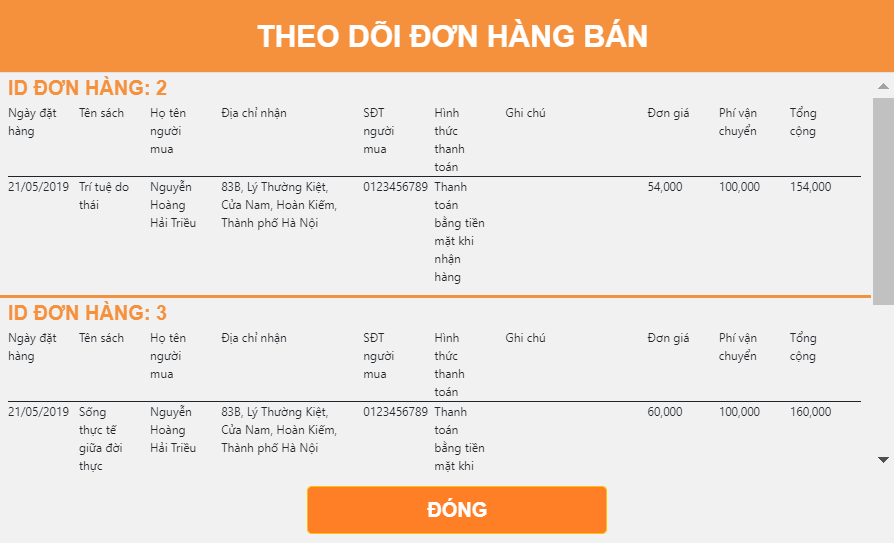 THEO DÕI ĐƠN HÀNG BÁN
ID ĐƠN HÀNG: 2
Ngày đặt hàng Tên sách Họ tên người mua Địa chỉ nhận SĐT người mua Hình thức thanh toán Ghi chú Đơn giá Phí vận chuyển Tổng cộng
21/05/2019 Trí tuệ do thái Nguyễn Hoàng Hải Triều 83B, Lý Thường Kiệt, Cửa Nam, Hoàn Kiếm, Thành phố Hà Nội 0123456789 Thanh toán bằng tiền mặt khi nhận hàng 54,000 100,000 154,000
ID ĐƠN HÀNG: 3
Ngày đặt hàng Tên sách Họ tên người mua Địa chỉ nhận SĐT người mua Hình thức thanh toán Ghi chú Đơn giá Phí vận chuyển Tổng cộng
21/05/2019 Sống thực tế giữa đời thực Nguyễn Hoàng Hải Triều 83B, Lý Thường Kiệt, Cửa Nam, Hoàn Kiếm, Thành phố Hà Nội 0123456789 Thanh toán bằng tiền mặt khi 60,000 100,000 160,000
ĐÓNG